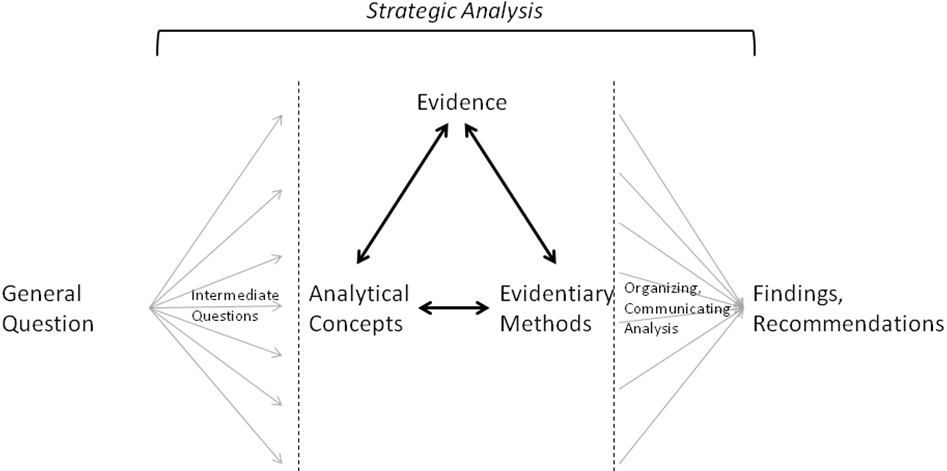 Strategic Analysis
Evidence
General
Question
Intermediate
Questions
Analytical
Concepts
Evidentiary
Methods
Organizing,
Communicating
Analysis
Findings,
Recommendations